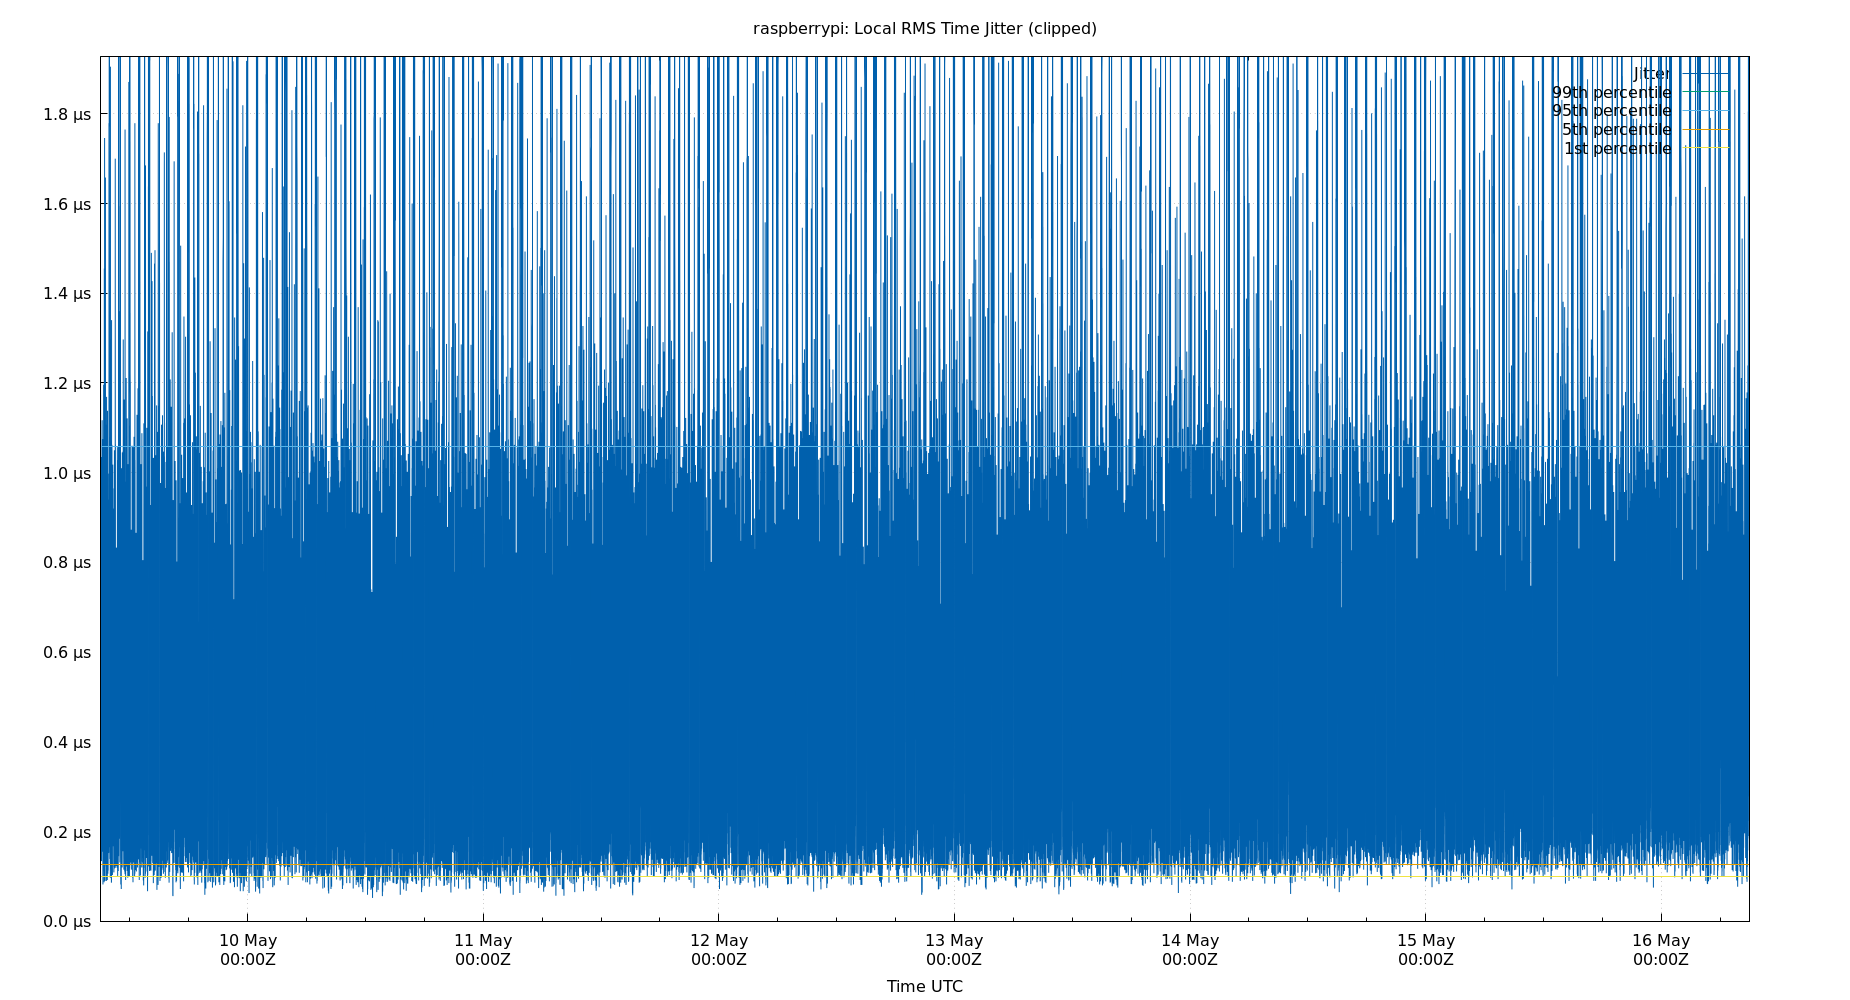 raspberrypi: Local RMS Time Jitter (clipped)
Jitter
99th percentile
95th percentile
5th percentile
1st percentile
1.8 µs
1.6 µs
1.4 µs
1.2 µs
1.0 µs
0.8 µs
0.6 µs
0.4 µs
0.2 µs
0.0 µs
10 May 11 May 12 May 13 May 14 May 15 May 16 May
00:00Z 00:00Z 00:00Z 00:00Z 00:00Z 00:00Z 00:00Z
Time UTC